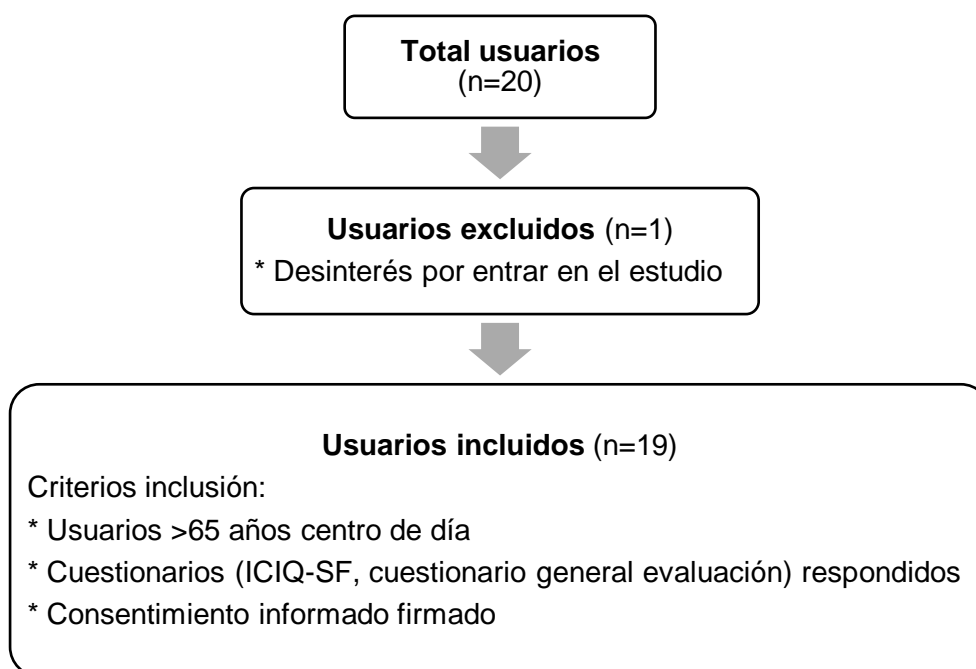 Total usuarios
(n=20)
Usuarios excluidos (n=1)
* Desinterés por entrar en el estudio
Usuarios incluidos (n=19)
Criterios inclusión:
* Usuarios >65 años centro de día
* Cuestionarios (ICIQ-SF, cuestionario general evaluación) respondidos
* Consentimiento informado firmado